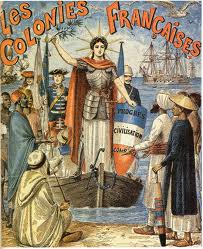 Les
Colonies Françaises
PROGRÈS
CIVILISATION